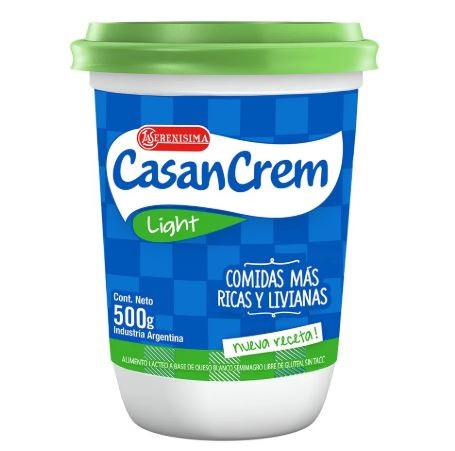 LA SERENISIMA
CasanCrem
Light
COMIDAS MÁS
RICAS Y LIVIANAS
Cont. Neto
500g
Industria Argentina
nueva receta!
ALIMENTO LACTEO A BASE DE QUESO BLANCO SEMIMAGRO LIBRE DE GLUTEN. SIN TACC